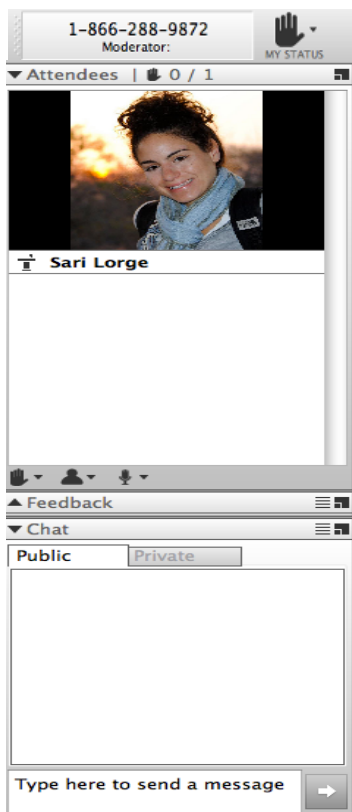 1-866-288-9872
Moderator:
MY STATUS
Attendees | 0 / 1
Sari Lorge
Feedback
Chat
Public Private
Type here to send a message